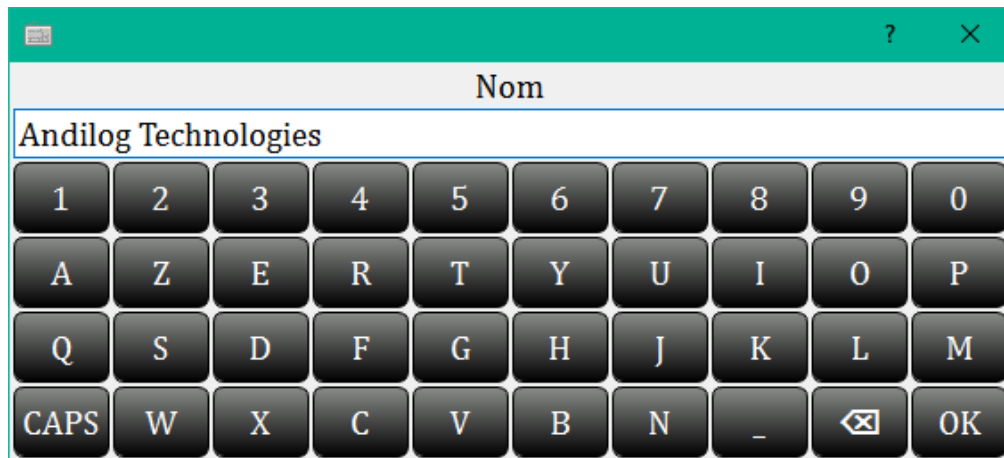 ?
Nom
Andilog Technologies
1 2 3 4 5 6 7 8 9 0
A Z E R T Y U I O P
Q S D F G H J K L M
CAPS W X C V B N _ OK